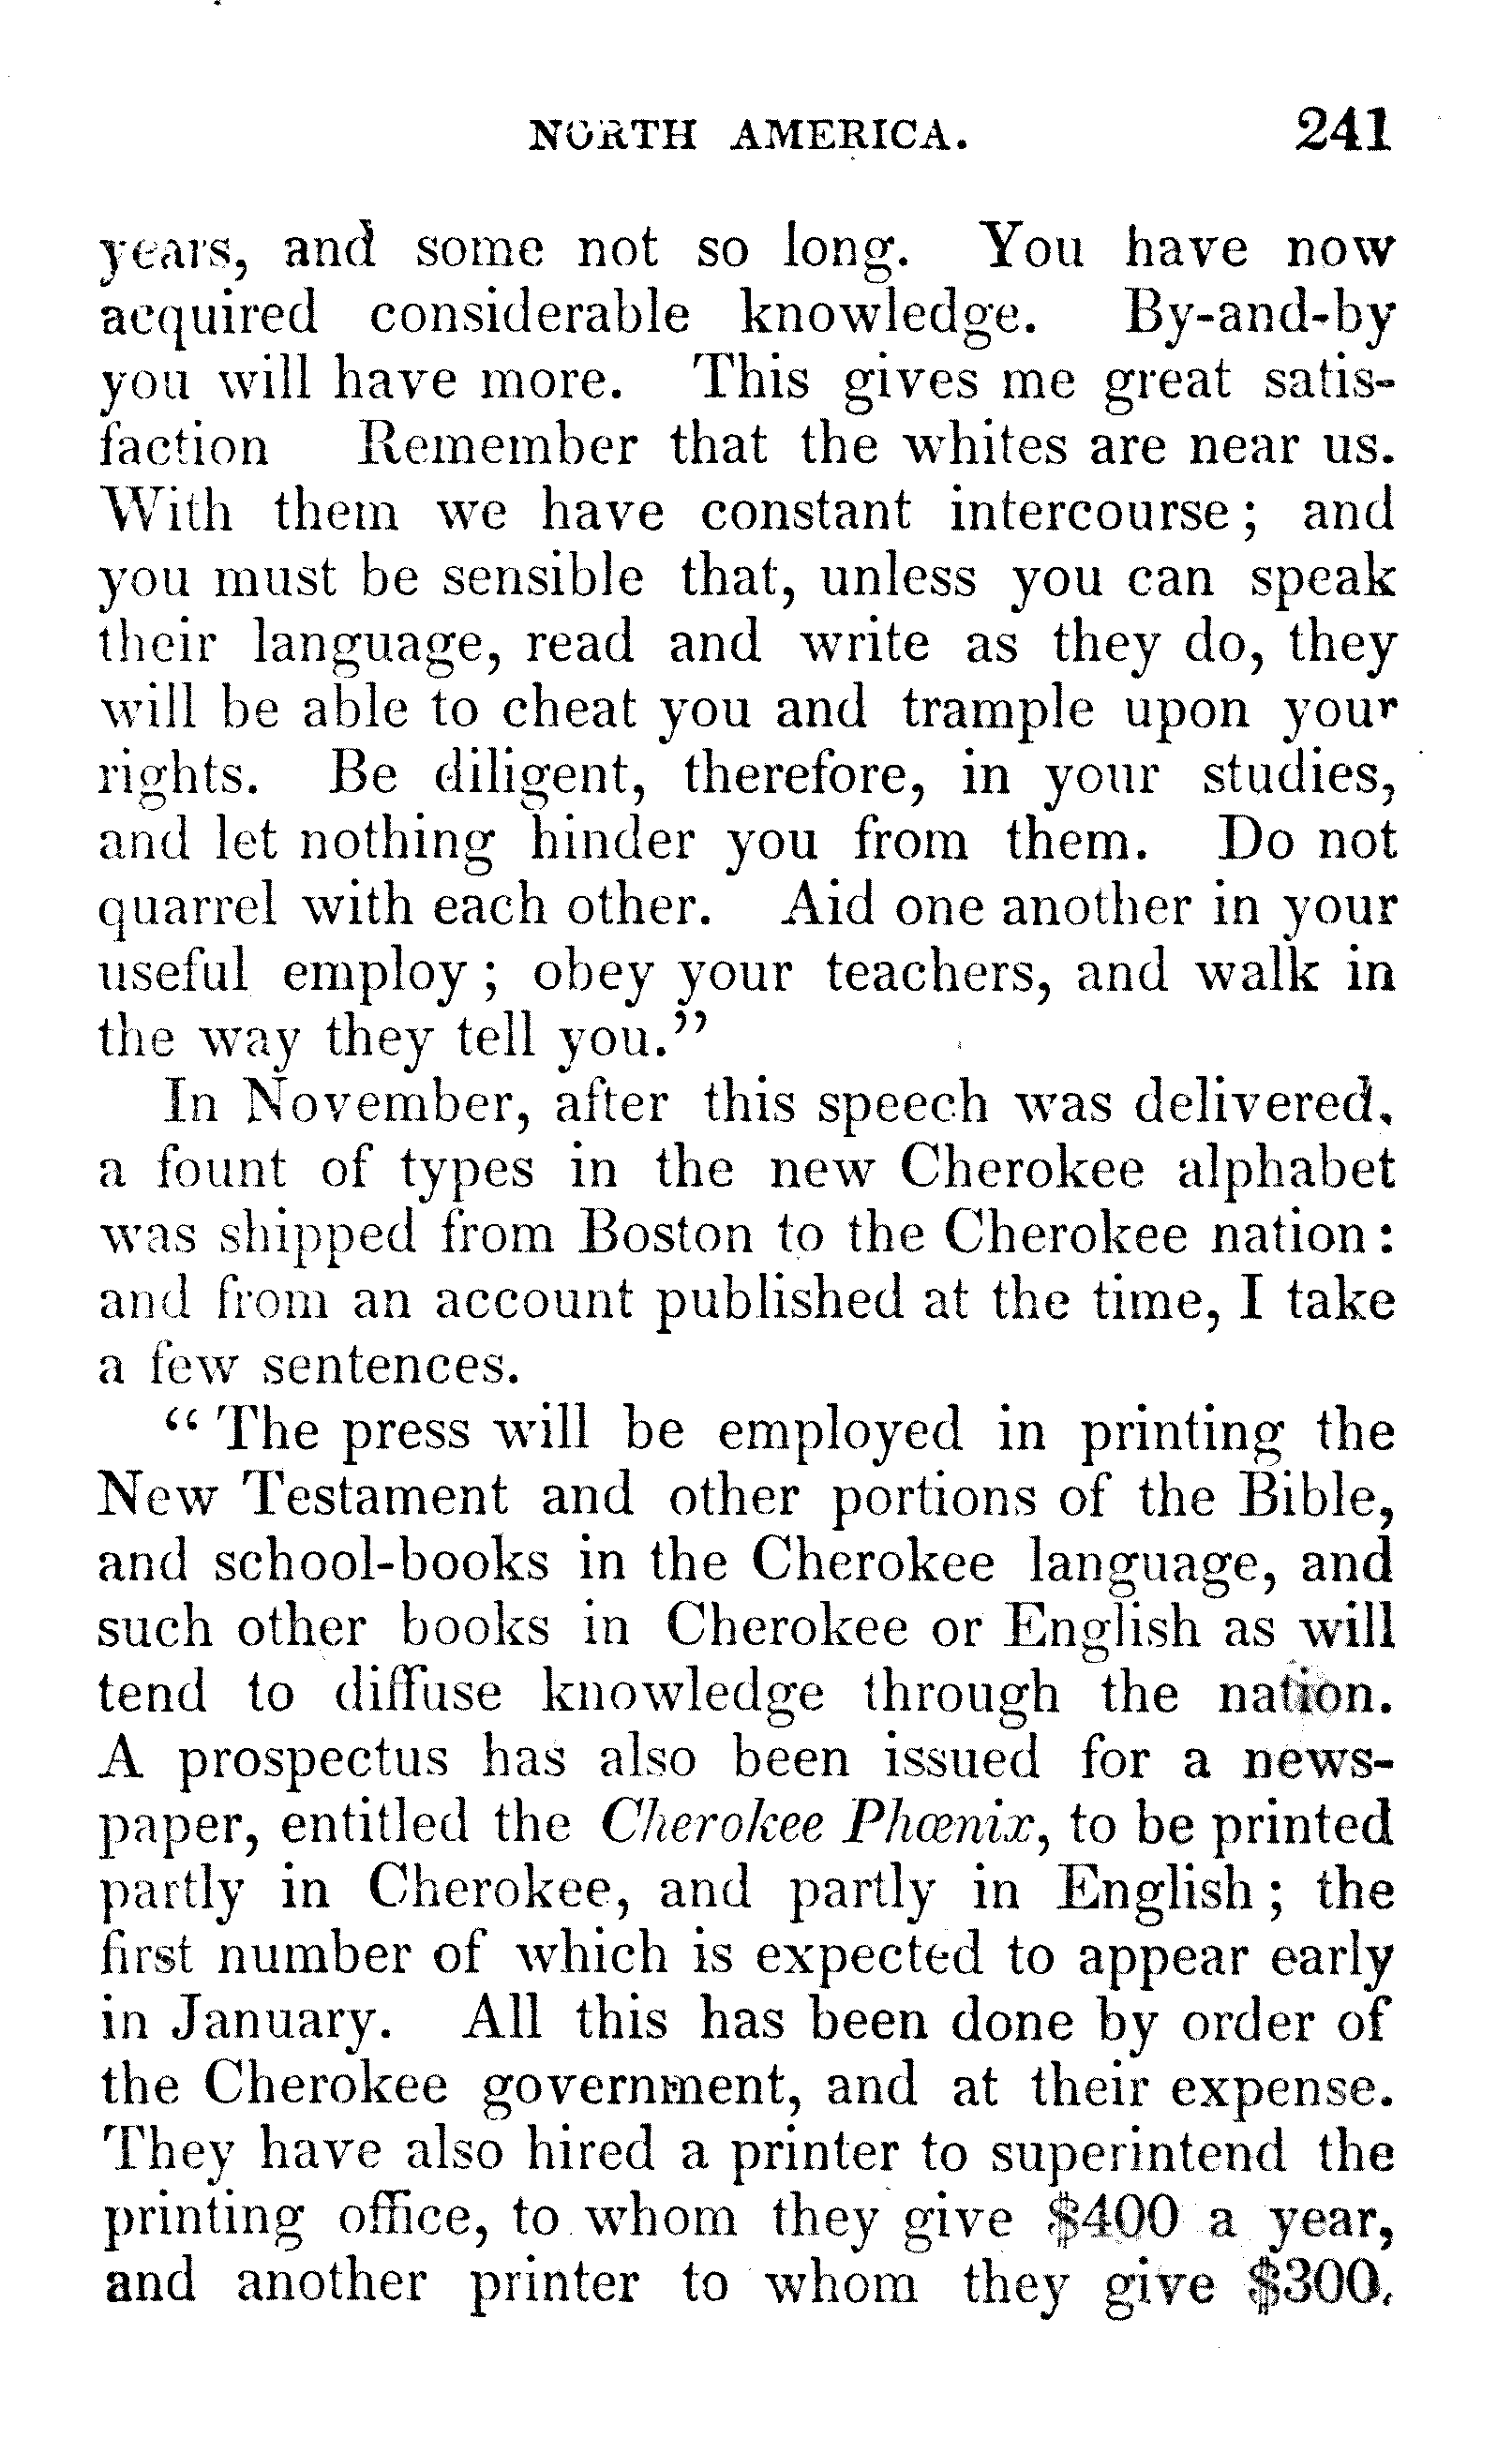 NORTH AMERICA. 241
years, and some not so long. You have now
acquired considerable knowledge. By-and-by
you will have more. This gives me great satis-
faction Remember that the whites are near us.
With them we have constant intercourse; and
you must be sensible that, unless you can speak
their language, read and write as they do, they
will be able to cheat you and trample upon your
rights. Be diligent, therefore, in your studies,
and let nothing hinder you from them. Do not
quarrel with each other. Aid one another in your
useful employ; obey your teachers, and walk in
the way they tell you.”
In November, after this speech was delivered,
a fount of types in the new Cherokee alphabet
was shipped from Boston to the Cherokee nation:
and from an account published at the time, I take
a few sentences.
“The press will be employed in printing the
New Testament and other portions of the Bible,
and school-books in the Cherokee language, and
such other books in Cherokee or English as will
tend to diffuse knowledge through the nation.
A prospectus has also been issued for a news-
paper, entitled the Cherokee Phœnix, to be printed
partly in Cherokee, and partly in English; the
first number of which is expected to appear early
in January. All this has been done by order of
the Cherokee government, and at their expense.
They have also hired a printer to superintend the
printing office, to whom they give $400 a year,
and another printer to whom they give $300.